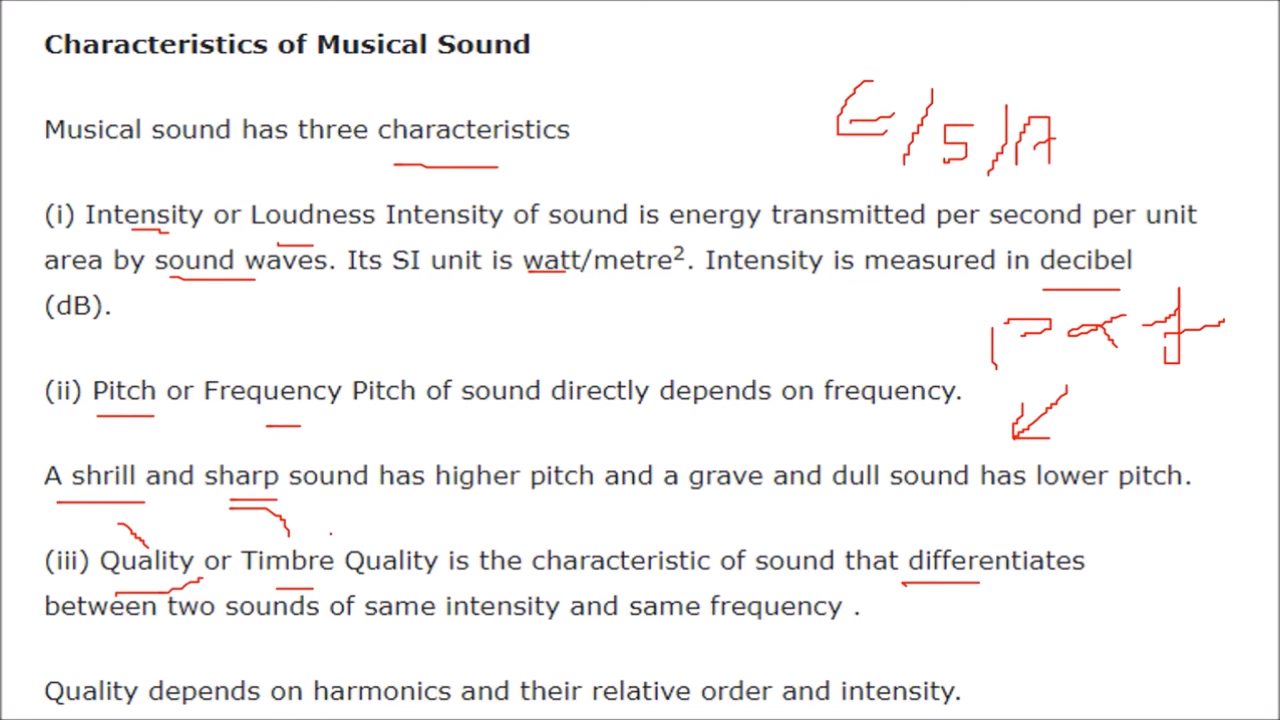 Characteristics of Musical Sound
E/S/A
Musical sound has three characteristics
(i) Intensity or Loudness Intensity of sound is energy transmitted per second per unit
area by sound waves. Its SI unit is watt/metre². Intensity is measured in decibel
(dB).
P ∝ f
(ii) Pitch or Frequency Pitch of sound directly depends on frequency.
A shrill and sharp sound has higher pitch and a grave and dull sound has lower pitch.
(iii) Quality or Timbre Quality is the characteristic of sound that differentiates
between two sounds of same intensity and same frequency .
Quality depends on harmonics and their relative order and intensity.